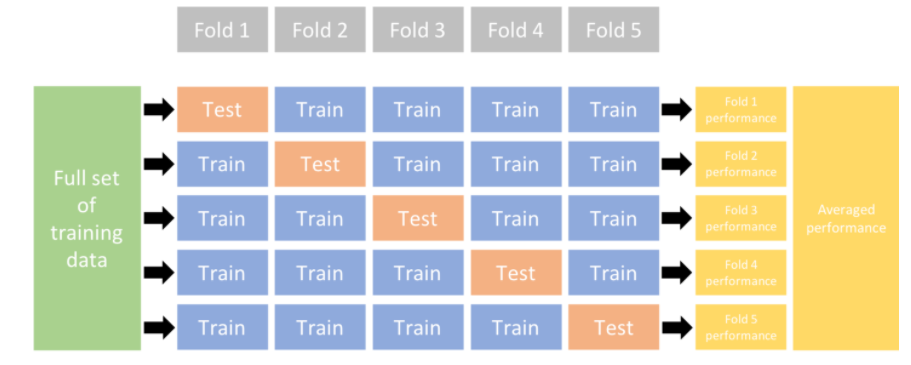 Fold 1 Fold 2 Fold 3 Fold 4 Fold 5
Full set
of
training
data
Test Train Train Train Train
Train Test Train Train Train
Train Train Test Train Train
Train Train Train Test Train
Train Train Train Train Test
Fold 1
performance
Fold 2
performance
Fold 3
performance
Fold 4
performance
Fold 5
performance
Averaged
performance